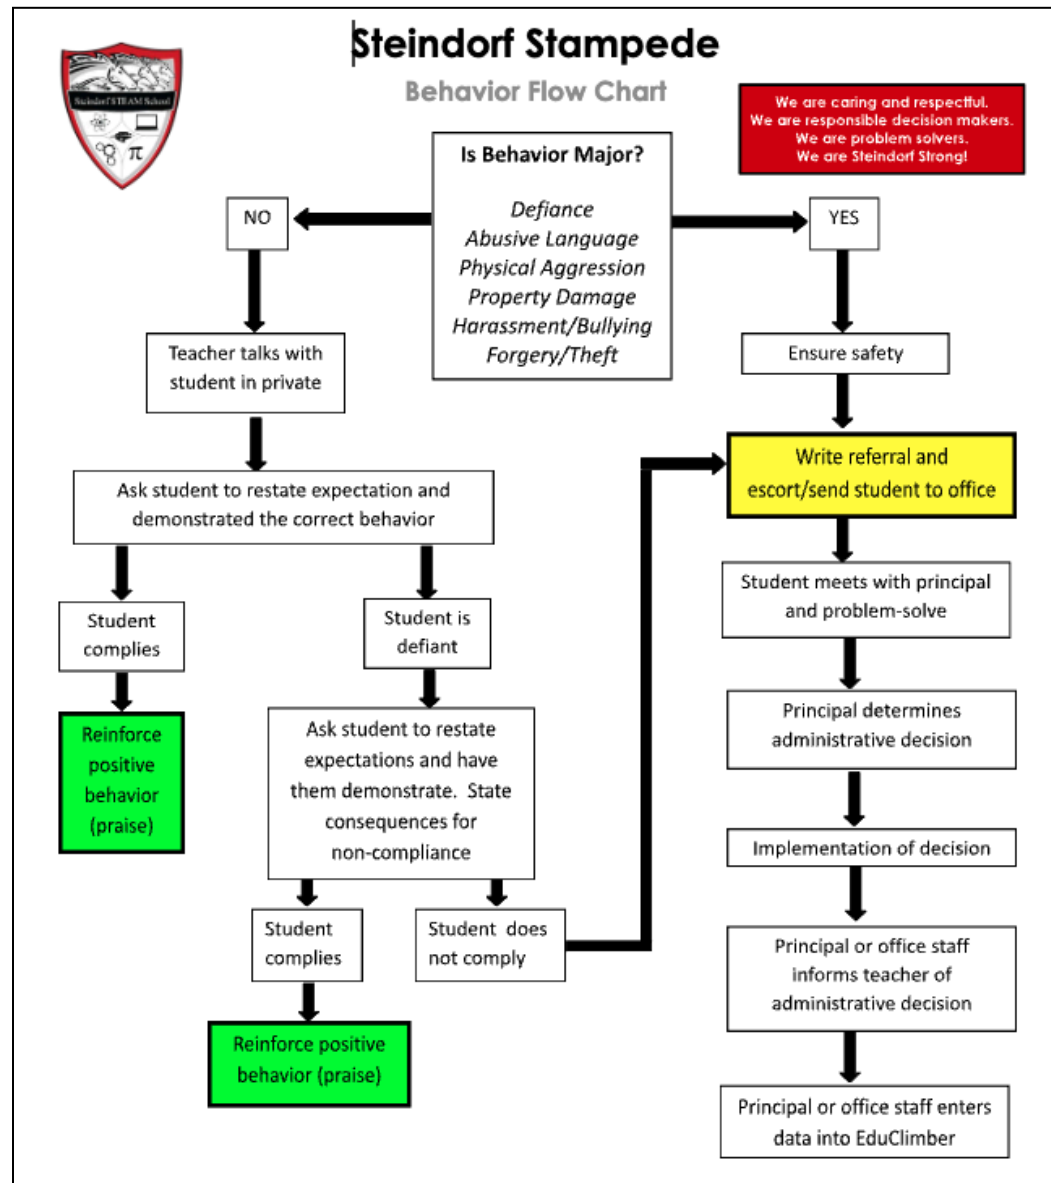 Steindorf Stampede
Behavior Flow Chart
Steindorf STEAM School
π
We are caring and respectful.
We are responsible decision makers.
We are problem solvers.
We are Steindorf Strong!
Is Behavior Major?
Defiance
Abusive Language
Physical Aggression
Property Damage
Harassment/Bullying
Forgery/Theft
NO
YES
Teacher talks with
student in private
Ensure safety
Ask student to restate expectation and
demonstrated the correct behavior
Write referral and
escort/send student to office
Student
complies
Student is
defiant
Student meets with principal
and problem-solve
Reinforce
positive
behavior
(praise)
Ask student to restate
expectations and have
them demonstrate. State
consequences for
non-compliance
Principal determines
administrative decision
Implementation of decision
Student
complies
Student does
not comply
Principal or office staff
informs teacher of
administrative decision
Reinforce positive
behavior (praise)
Principal or office staff enters
data into EduClimber